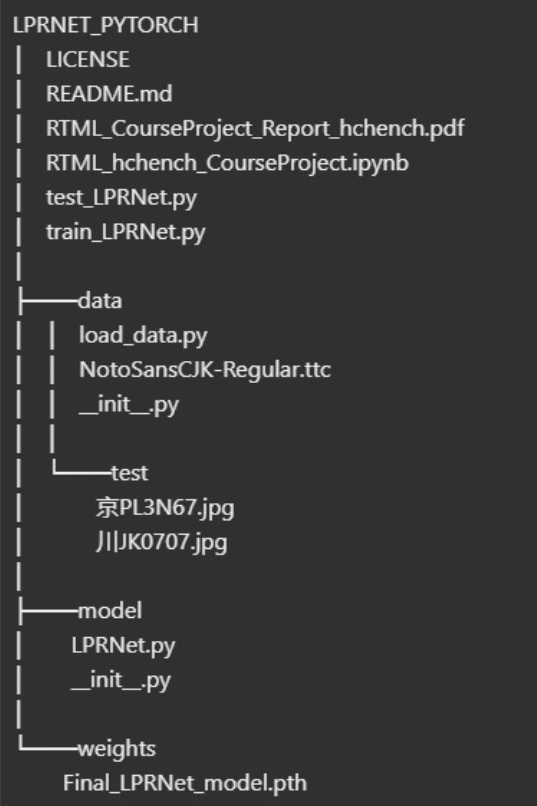 LPRNET_PYTORCH
│ LICENSE
│ README.md
│ RTML_CourseProject_Report_hchench.pdf
│ RTML_hchench_CourseProject.ipynb
│ test_LPRNet.py
│ train_LPRNet.py
│
├───data
│ │ load_data.py
│ │ NotoSansCJK-Regular.ttc
│ │ __init__.py
│ │
│ └───test
│ 京PL3N67.jpg
│ 川JK0707.jpg
│
├───model
│ LPRNet.py
│ __init__.py
│
└───weights
Final_LPRNet_model.pth